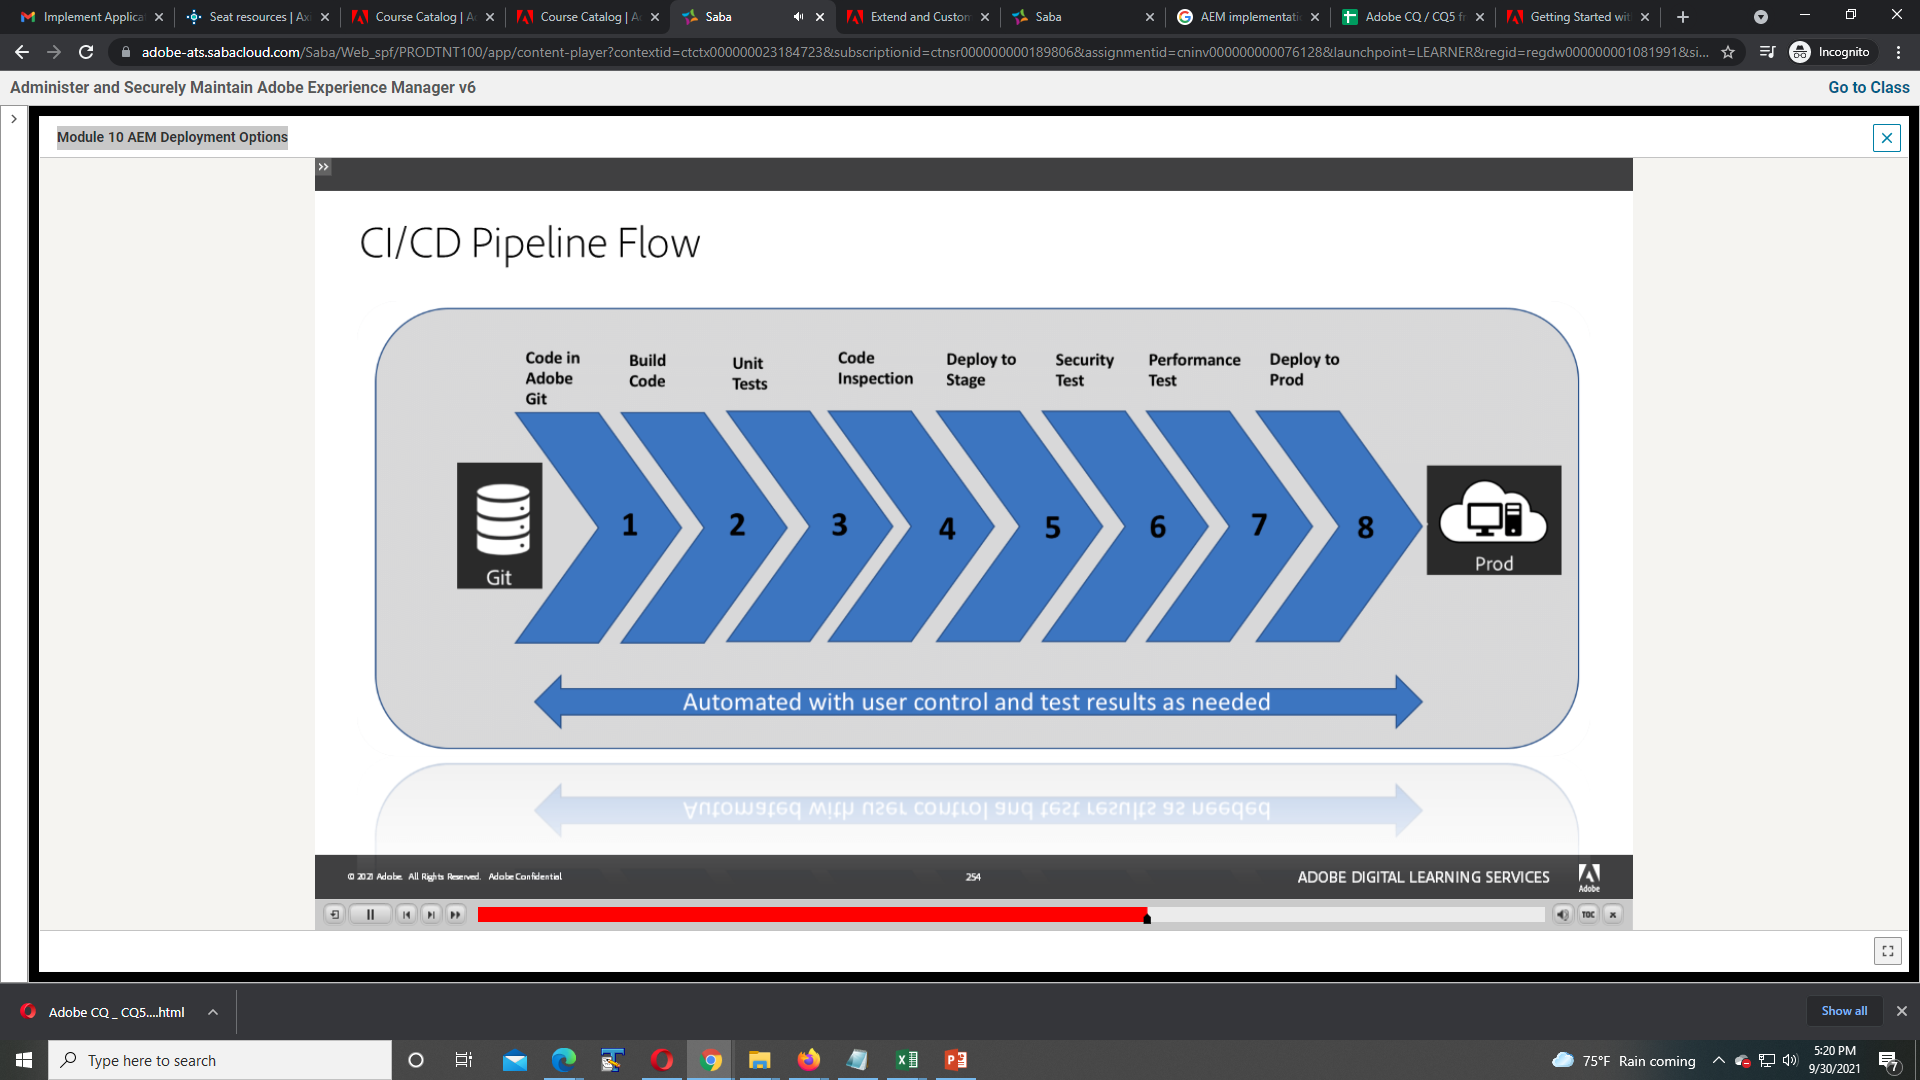 Implement Applica
Seat resources | Ax
Course Catalog | A
Course Catalog | A
Saba
Extend and Custom
Saba
AEM implementati
Adobe CQ / CQ5 f
Getting Started wit
adobe-ats.sabacloud.com/Saba/Web_spf/PRODTNT100/app/content-player?contextid=ctctx000000023184723&subscriptionid=ctnsr000000000189806&assignmentid=cninv000000000076128&launchpoint=LEARNER&regid=regdw000000001081991&si...
Incognito
Administer and Securely Maintain Adobe Experience Manager v6
Go to Class
Module 10 AEM Deployment Options
CI/CD Pipeline Flow
Code in
Adobe
Git
Build
Code
Unit
Tests
Code
Inspection
Deploy to
Stage
Security
Test
Performance
Test
Deploy to
Prod
Git
1
2
3
4
5
6
7
8
Prod
Automated with user control and test results as needed
© 2021 Adobe. All Rights Reserved. Adobe Confidential
254
ADOBE DIGITAL LEARNING SERVICES
Adobe
TOC
Adobe CQ _ CQ5....html
Show all
Type here to search
75°F Rain coming
5:20 PM
9/30/2021
7